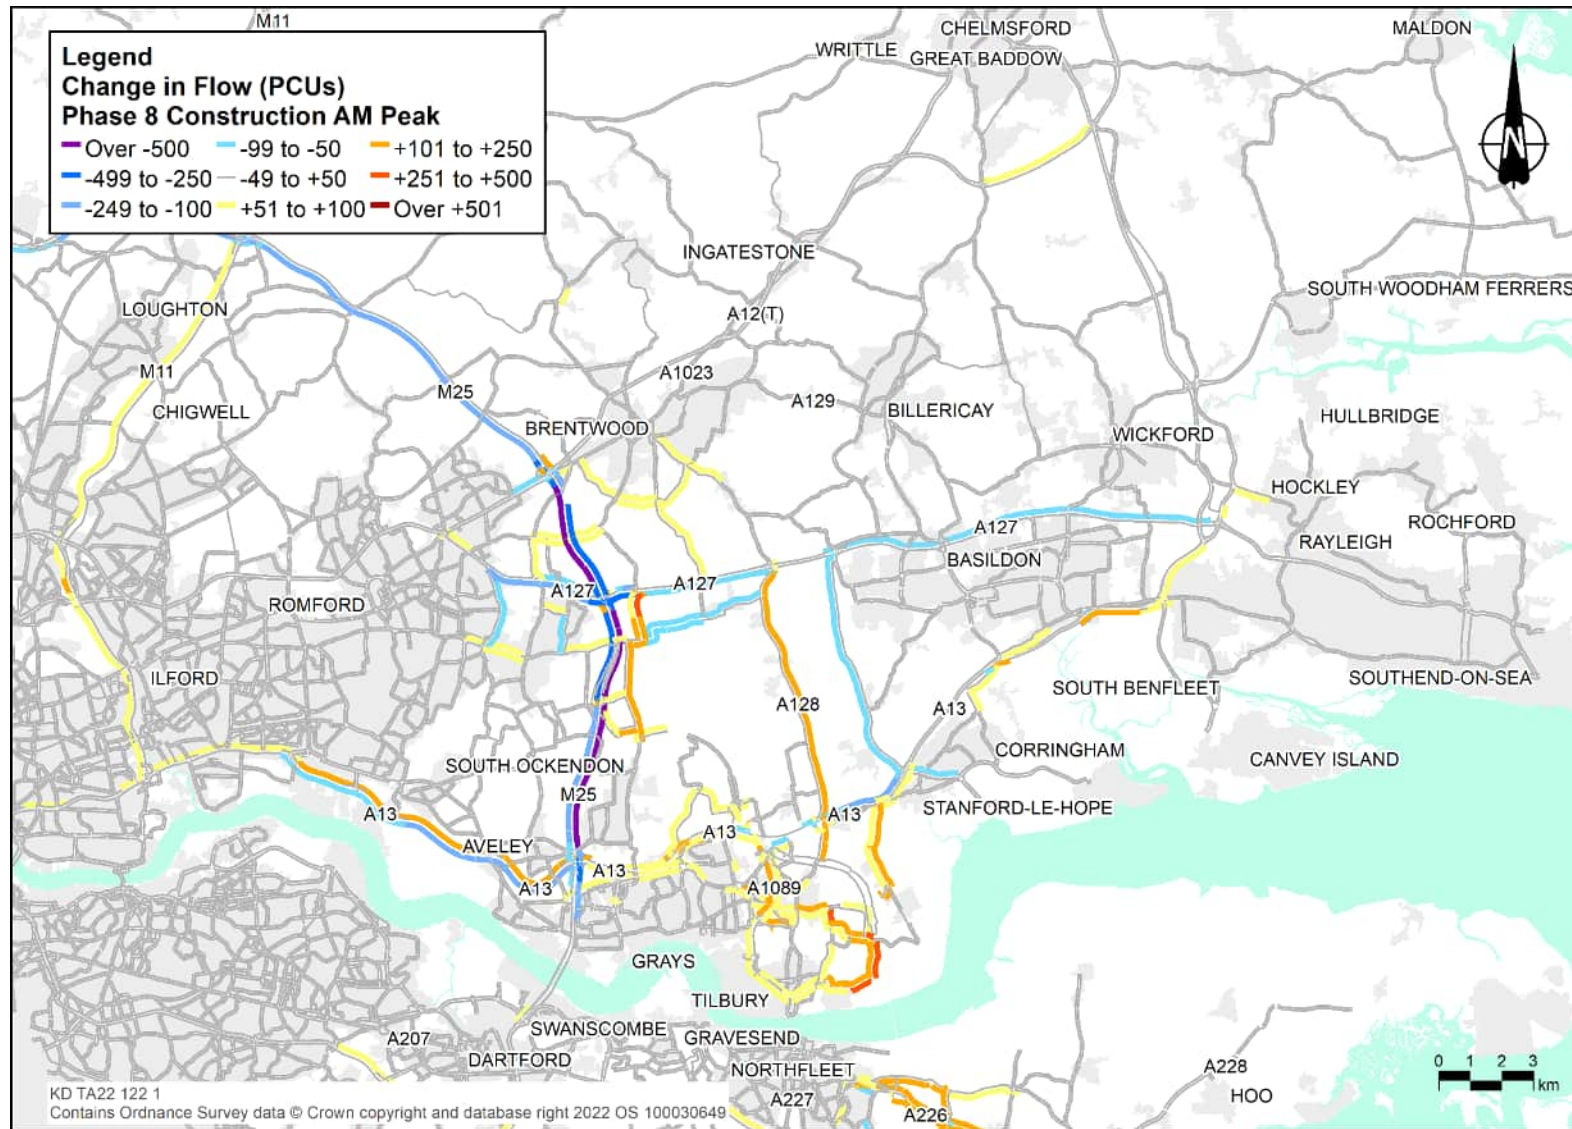 M11
CHELMSFORD
MALDON
WRITTLE
GREAT BADDOW
Legend
Change in Flow (PCUs)
Phase 8 Construction AM Peak
Over -500 -99 to -50 +101 to +250
-499 to -250 -49 to +50 +251 to +500
-249 to -100 +51 to +100 Over +501
N
INGATESTONE
SOUTH WOODHAM FERRERS
LOUGHTON
A12(T)
M11
A1023
M25
A129
CHIGWELL
BILLERICAY
HULLBRIDGE
BRENTWOOD
WICKFORD
HOCKLEY
ROCHFORD
A127
RAYLEIGH
BASILDON
A127
A127
ROMFORD
ILFORD
SOUTHEND-ON-SEA
SOUTH BENFLEET
A128
A13
CORRINGHAM
CANVEY ISLAND
SOUTH OCKENDON
M25
STANFORD-LE-HOPE
A13
A13
A13
AVELEY
A13
A13
A1089
GRAYS
TILBURY
SWANSCOMBE
GRAVESEND
A207
DARTFORD
NORTHFLEET
A228
HOO
A227
A226
0 1 2 3
km
KD TA22 122 1
Contains Ordnance Survey data © Crown copyright and database right 2022 OS 100030649